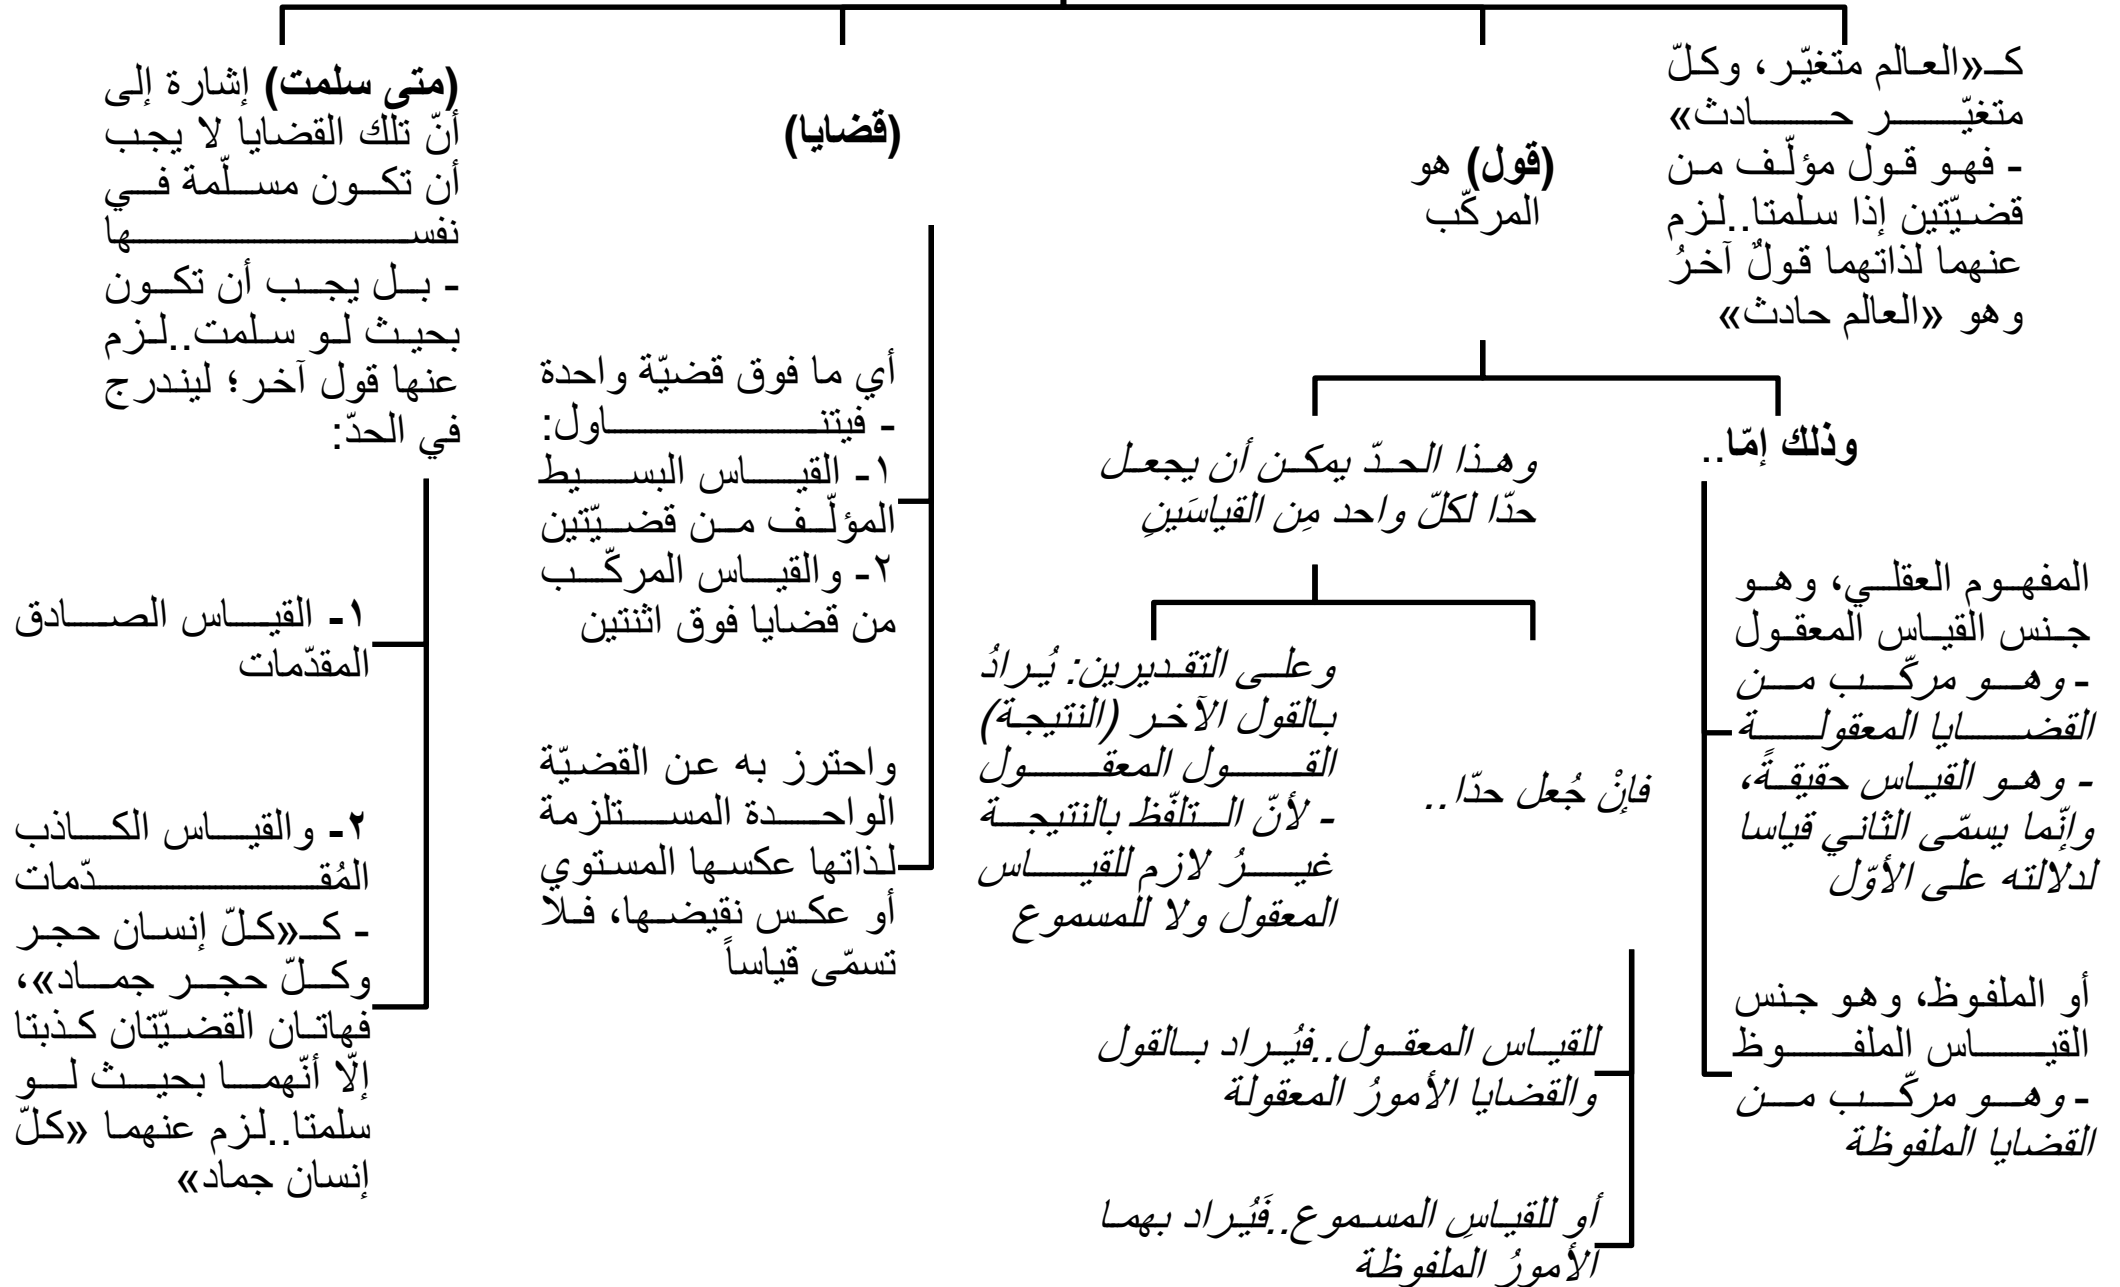 كـ«العالم متغيّر، وكلّ
متغيّر حادث»
- فهو قول مؤلّف من
قضيّتين إذا سلمتا..لزم
عنهما لذاتهما قولٌ آخرُ
وهو «العالم حادث»
(قول) هو
المركّب
وذلك إمّا..
المفهوم العقلي، وهو
جنس القياس المعقول
- وهو مركّب من
القضايا المعقولة
- وهو القياس حقيقةً،
وإنّما يسمّى الثاني قياسا
لدلالته على الأوّل
أو الملفوظ، وهو جنس
القياس الملفوظ
- وهو مركّب من
القضايا الملفوظة
وهذا الحدّ يمكن أن يجعل
حدّا لكلّ واحد مِن القياسَينِ
فإنْ جُعل حدّا..
للقياس المعقول..فيُراد بالقول
والقضايا الأمورُ المعقولة
أو للقياسِ المسموع..فَيُراد بهما
الأمورُ الملفوظة
وعلى التقديرين: يُرادُ
بالقول الآخر (النتيجة)
القول المعقول
- لأنّ التلفّظ بالنتيجة
غيرُ لازم للقياس
المعقول ولا للمسموع
(قضايا)
أي ما فوق قضيّة واحدة
- فيتناول:
١- القياس البسيط
المؤلّف من قضيّتين
٢- والقياس المركّب
من قضايا فوق اثنتين
واحترز به عن القضيّة
الواحدة المستلزمة
لذاتها عكسها المستوي
أو عكس نقيضها، فلا
تسمّى قياساً
(متى سلمت) إشارة إلى
أنّ تلك القضايا لا يجب
أن تكون مسلّمة في
نفسها
- بل يجب أن تكون
بحيث لو سلمت..لزم
عنها قول آخر؛ ليندرج
في الحدّ:
١- القياس الصادق
المقدّمات
٢- والقياس الكاذب
المُقدّمات
- كـ«كلّ إنسان حجر
وكلّ حجر جماد»،
فهاتان القضيّتان كذبتا
إلّا أنّهما بحيث لو
سلمتا..لزم عنهما «كلّ
إنسان جماد»